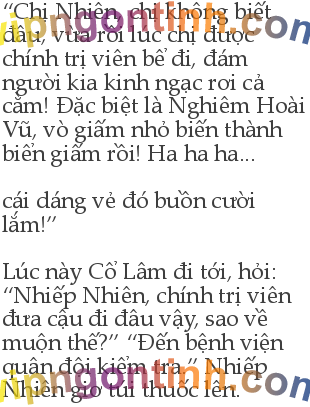 “Chị Nhiên, chị không biết
đâu, vừa rồi lúc chị được
chính trị viên bế đi, đám
người kia kinh ngạc rơi cả
cằm! Đặc biệt là Nghiêm Hoài
Vũ, vò giấm nhỏ biến thành
biển giấm rồi! Ha ha ha...
cái dáng vẻ đó buồn cười
lắm!”
Lúc này Cổ Lâm đi tới, hỏi:
“Nhiếp Nhiên, chính trị viên
đưa cậu đi đâu vậy, sao về
muộn thế?” “Đến bệnh viện
quân đội kiểm tra.” Nhiếp
Nhiên giơ túi thuốc lên.
vipngontinh.com
vipngontinh.com